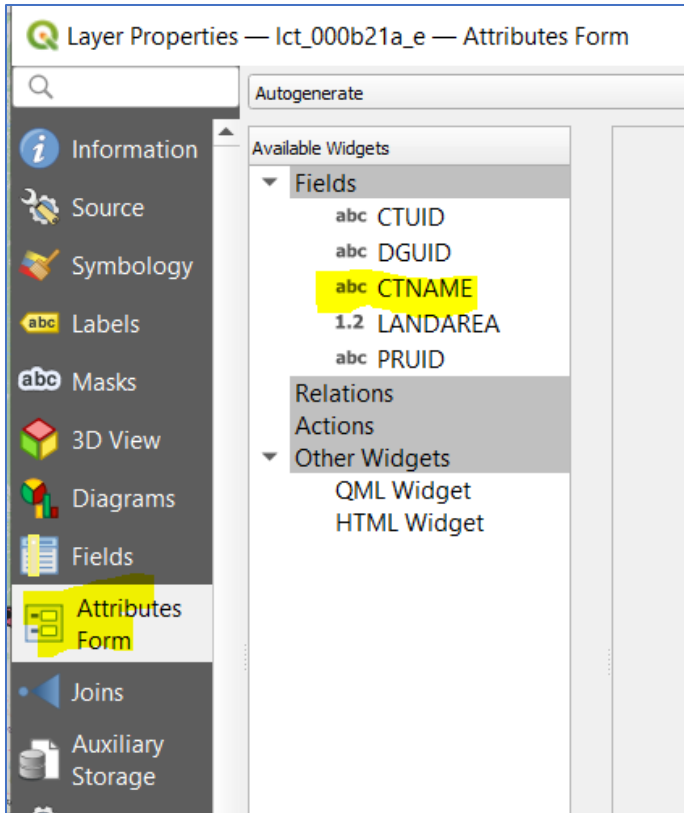 Layer Properties — lct_000b21a_e — Attributes Form
Autogenerate
Information
Source
Symbology
abc Labels
abc Masks
3D View
Diagrams
Fields
Attributes
Form
Joins
Auxiliary
Storage
Available Widgets
Fields
abc CTUID
abc DGUID
abc CTNAME
1.2 LANDAREA
abc PRUID
Relations
Actions
Other Widgets
QML Widget
HTML Widget